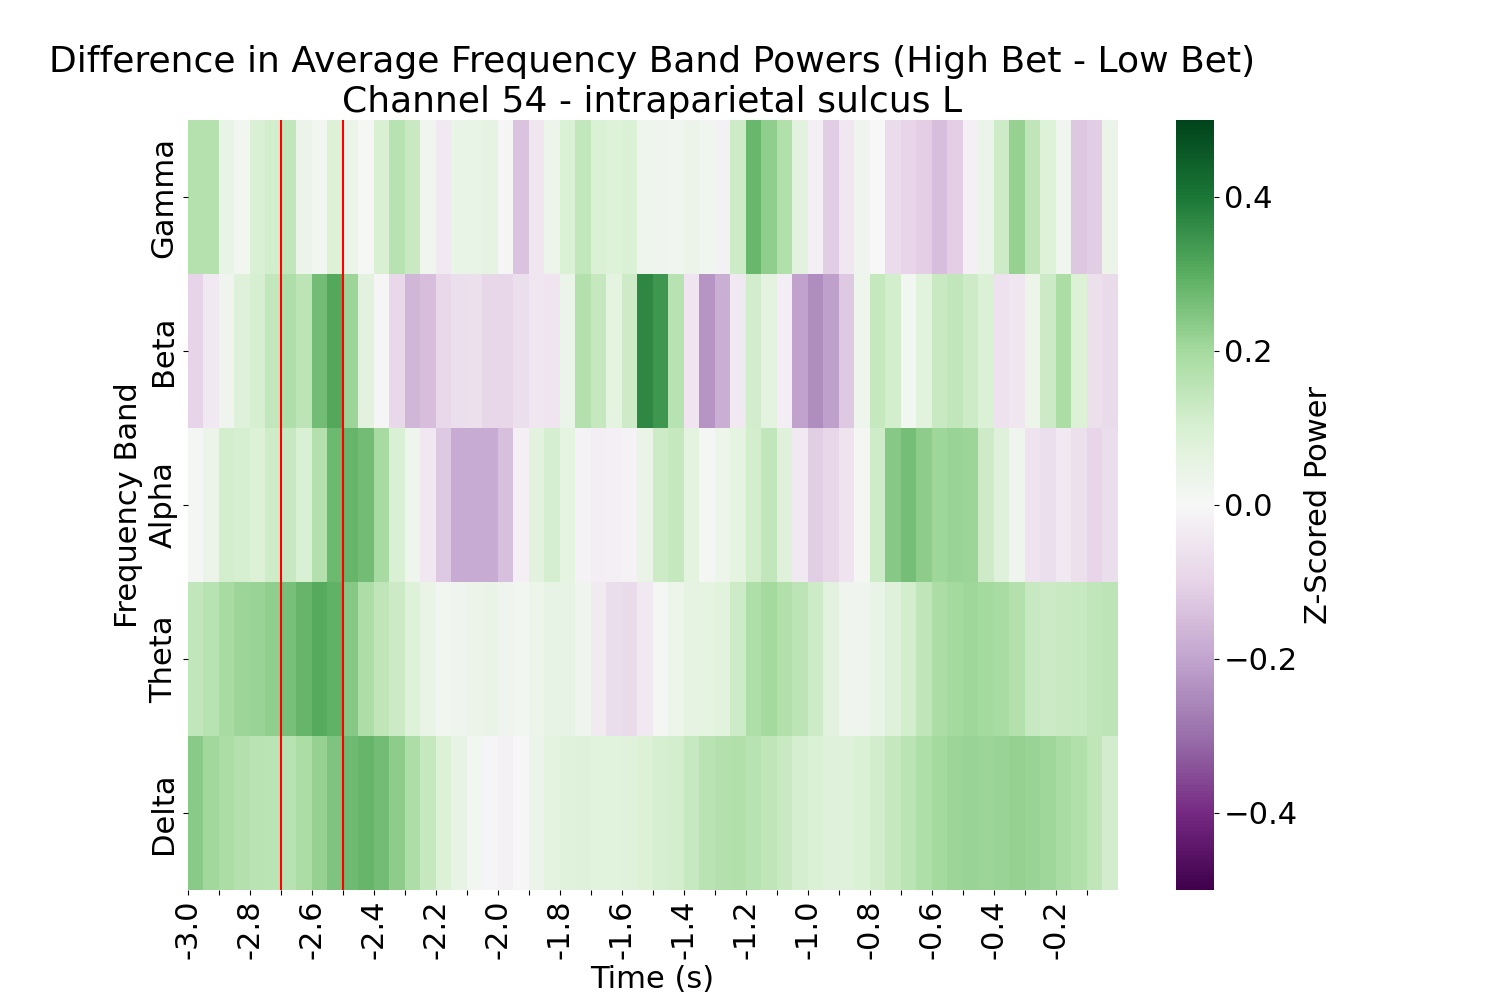 Difference in Average Frequency Band Powers (High Bet - Low Bet)
Channel 54 - intraparietal sulcus L
Frequency Band
Gamma
Beta
Alpha
Theta
Delta
-3.0
-2.8
-2.6
-2.4
-2.2
-2.0
-1.8
-1.6
-1.4
-1.2
-1.0
-0.8
-0.6
-0.4
-0.2
Time (s)
0.4
0.2
0.0
−0.2
−0.4
Z-Scored Power